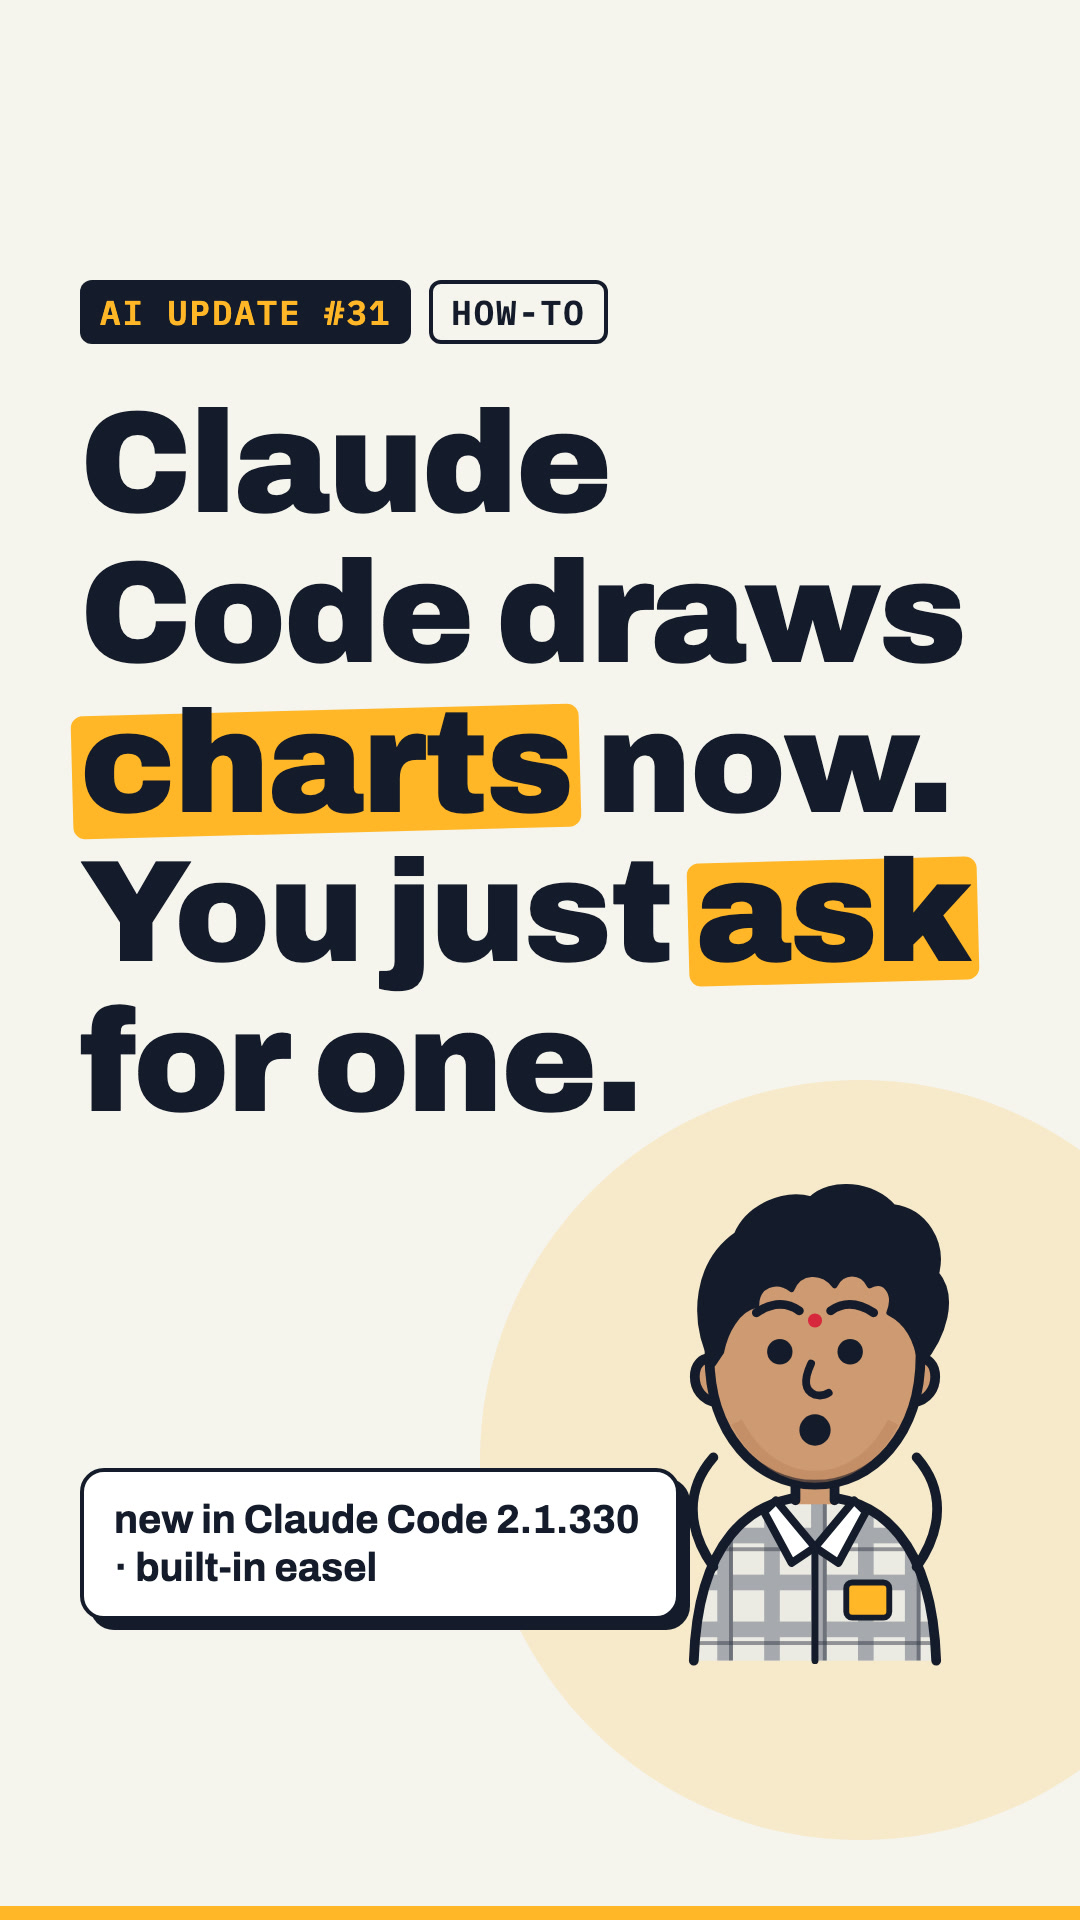 AI UPDATE #31 HOW-TO
Claude
Code draws
charts now.
You just ask
for one.
new in Claude Code 2.1.330
· built-in easel